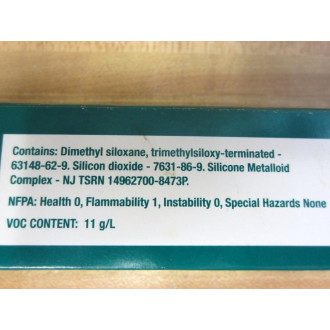 Contains: Dimethyl siloxane, trimethylsiloxy-terminated -
63148-62-9. Silicon dioxide - 7631-86-9. Silicone Metalloid
Complex - NJ TSRN 14962700-8473P.
NFPA: Health 0, Flammability 1, Instability 0, Special Hazards None
VOC CONTENT: 11 g/L